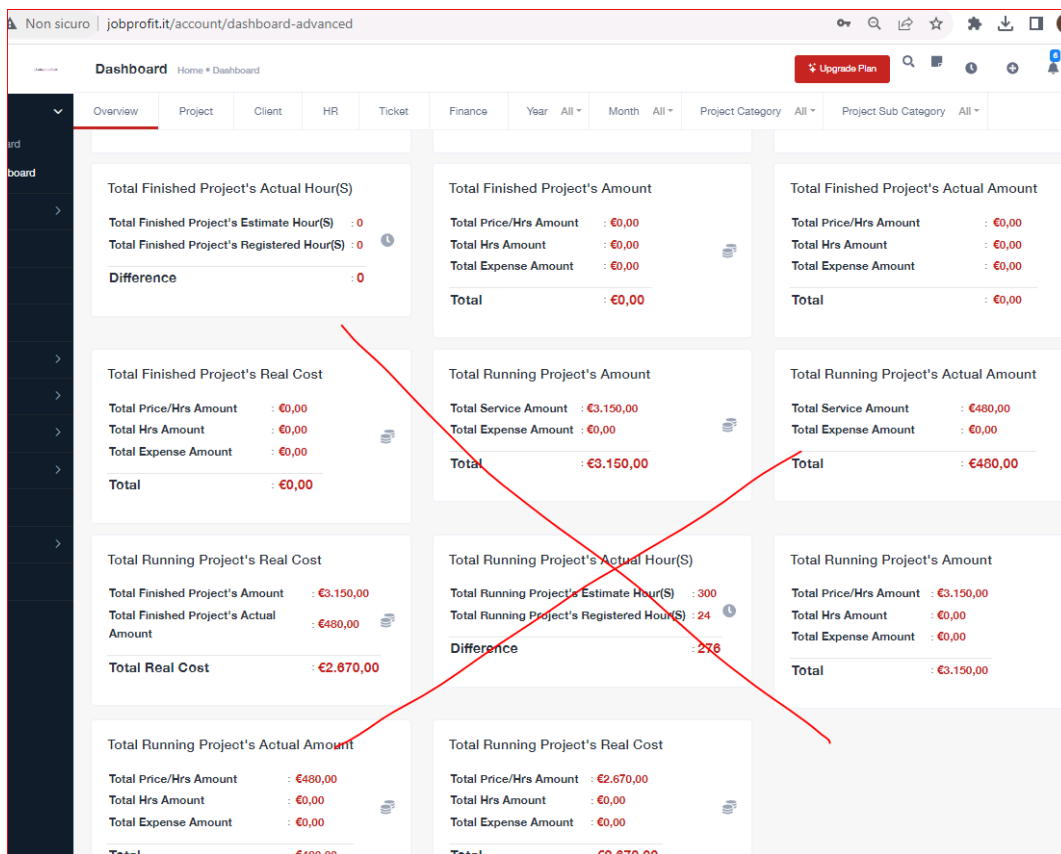 Non sicuro | jobprofit.it/account/dashboard-advanced
Dashboard Home • Dashboard
Upgrade Plan
6
Overview Project Client HR Ticket Finance Year All Month All Project Category All Project Sub Category All
ard
board
Total Finished Project's Actual Hour(S)
Total Finished Project's Estimate Hour(S) : 0
Total Finished Project's Registered Hour(S) : 0
Difference : 0
Total Finished Project's Amount
Total Price/Hrs Amount : €0,00
Total Hrs Amount : €0,00
Total Expense Amount : €0,00
Total : €0,00
Total Finished Project's Actual Amount
Total Price/Hrs Amount : €0,00
Total Hrs Amount : €0,00
Total Expense Amount : €0,00
Total : €0,00
Total Finished Project's Real Cost
Total Price/Hrs Amount : €0,00
Total Hrs Amount : €0,00
Total Expense Amount : €0,00
Total : €0,00
Total Running Project's Amount
Total Service Amount : €3.150,00
Total Expense Amount : €0,00
Total : €3.150,00
Total Running Project's Actual Amount
Total Service Amount : €480,00
Total Expense Amount : €0,00
Total : €480,00
Total Running Project's Real Cost
Total Finished Project's Amount : €3.150,00
Total Finished Project's Actual
Amount : €480,00
Total Real Cost : €2.670,00
Total Running Project's Actual Hour(S)
Total Running Project's Estimate Hour(S) : 300
Total Running Project's Registered Hour(S) : 24
Difference : 276
Total Running Project's Amount
Total Price/Hrs Amount : €3.150,00
Total Hrs Amount : €0,00
Total Expense Amount : €0,00
Total : €3.150,00
Total Running Project's Actual Amount
Total Price/Hrs Amount : €480,00
Total Hrs Amount : €0,00
Total Expense Amount : €0,00
Total : €480,00
Total Running Project's Real Cost
Total Price/Hrs Amount : €2.670,00
Total Hrs Amount : €0,00
Total Expense Amount : €0,00
Total : €2.670,00